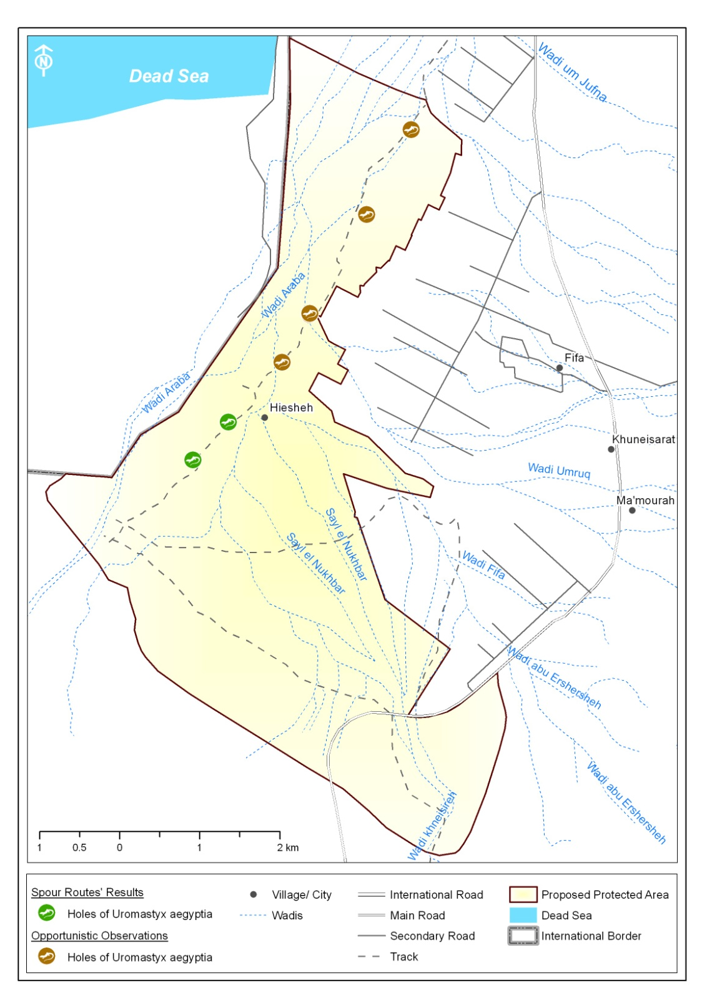 N
Dead Sea
Wadi um Jufna
Wadi Araba
Fifa
Wadi Araba
Hiesheh
Khuneisarat
Wadi Umruq
Ma'mourah
Sayl el Nukhbar
Sayl el Nukhbar
Wadi Fifa
Wadi abu Ershersheh
Wadi abu Ershersheh
Wadi khneisireh
1 0.5 0 1 2 km
Spour Routes' Results
Holes of Uromastyx aegyptia
Opportunistic Observations
Holes of Uromastyx aegyptia
Village/ City
Wadis
International Road
Main Road
Secondary Road
Track
Proposed Protected Area
Dead Sea
International Border